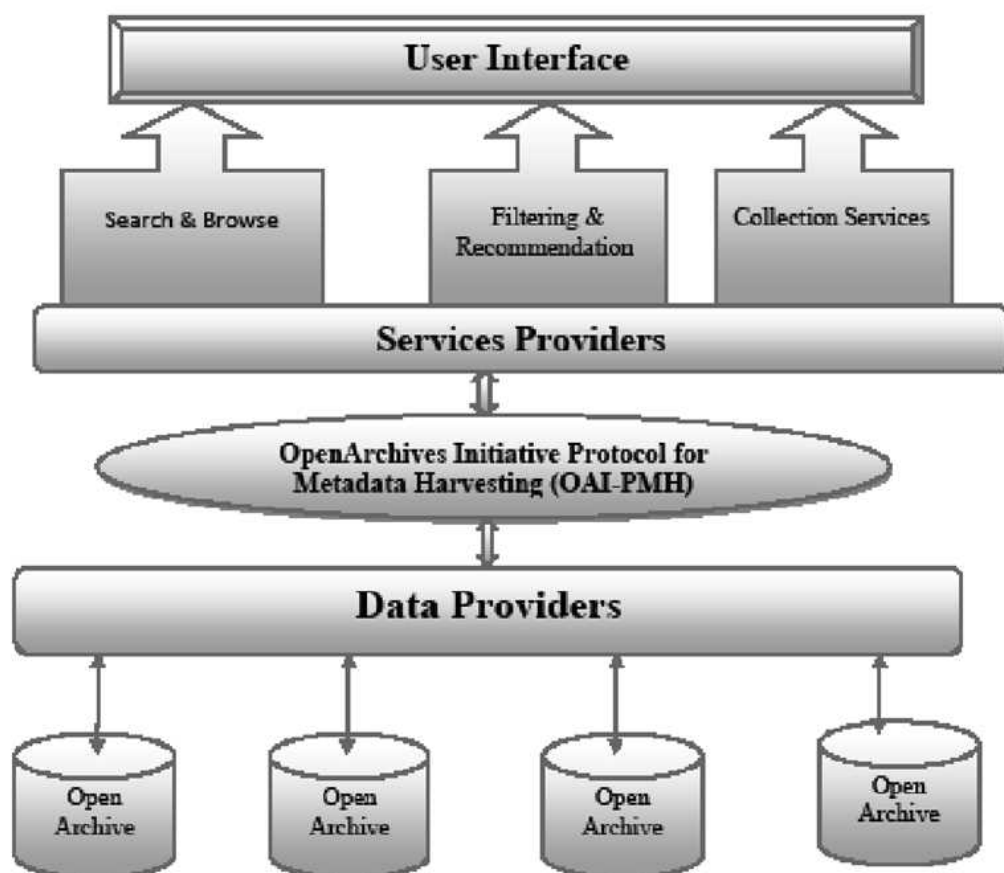 User Interface
Search & Browse
Filtering &
Recommendation
Collection Services
Services Providers
OpenArchives Initiative Protocol for
Metadata Harvesting (OAI-PMH)
Data Providers
Open
Archive
Open
Archive
Open
Archive
Open
Archive